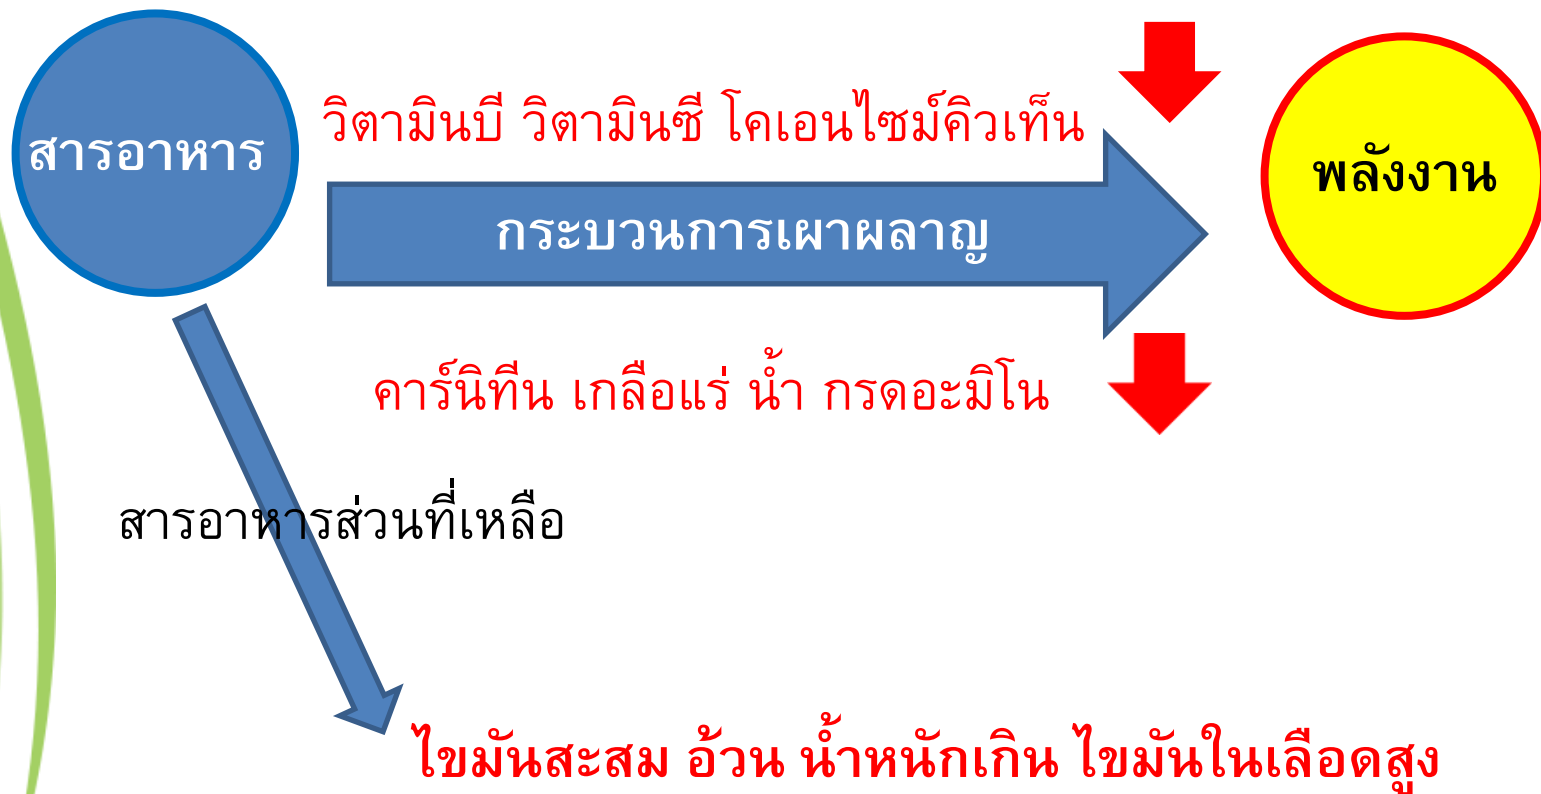 วิตามินบี วิตามินซี โคเอนไซม์คิวเท็น
สารอาหาร
พลังงาน
กระบวนการเผาผลาญ
คาร์นิทีน เกลือแร่ น้ำ กรดอะมิโน
สารอาหารส่วนที่เหลือ
ไขมันสะสม อ้วน น้ำหนักเกิน ไขมันในเลือดสูง